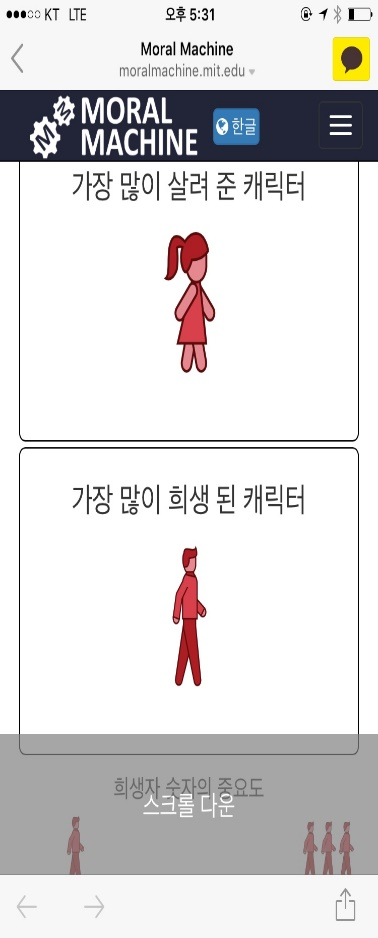 KT LTE 오후 5:31
Moral Machine
moralmachine.mit.edu
MORAL
MACHINE
한글
가장 많이 살려 준 캐릭터
가장 많이 희생 된 캐릭터
희생자 숫자의 중요도
스크롤 다운